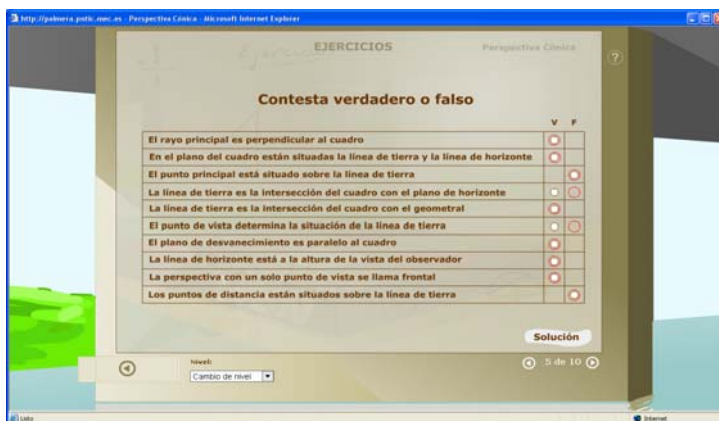 http://palmera.pntic.mec.es - Perspectiva Cónica - Microsoft Internet Explorer
EJERCICIOS
Perspectiva Cónica
?
Contesta verdadero o falso
V F
El rayo principal es perpendicular al cuadro
En el plano del cuadro están situadas la línea de tierra y la línea de horizonte
El punto principal está situado sobre la línea de tierra
La línea de tierra es la intersección del cuadro con el plano de horizonte
La línea de tierra es la intersección del cuadro con el geometral
El punto de vista determina la situación de la línea de tierra
El plano de desvanecimiento es paralelo al cuadro
La línea de horizonte está a la altura de la vista del observador
La perspectiva con un solo punto de vista se llama frontal
Los puntos de distancia están situados sobre la línea de tierra
Solución
Nivel:
Cambio de nivel
5 de 10
Listo
Internet